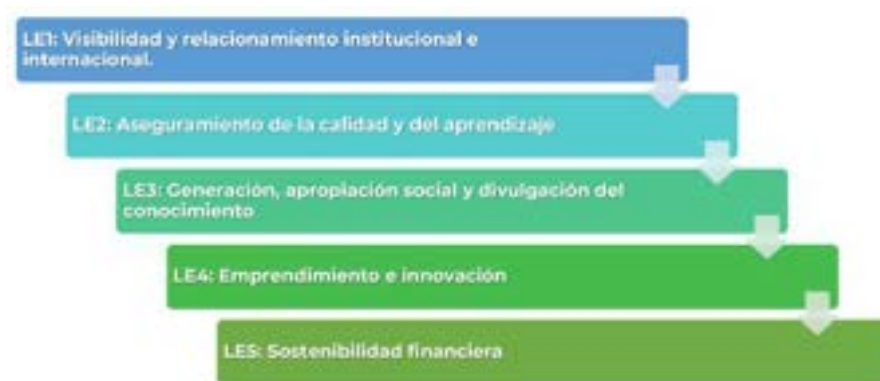 LE1: Visibilidad y relacionamiento institucional e
internacional.
LE2: Aseguramiento de la calidad y del aprendizaje
LE3: Generación, apropiación social y divulgación del
conocimiento
LE4: Emprendimiento e innovación
LE5: Sostenibilidad financiera